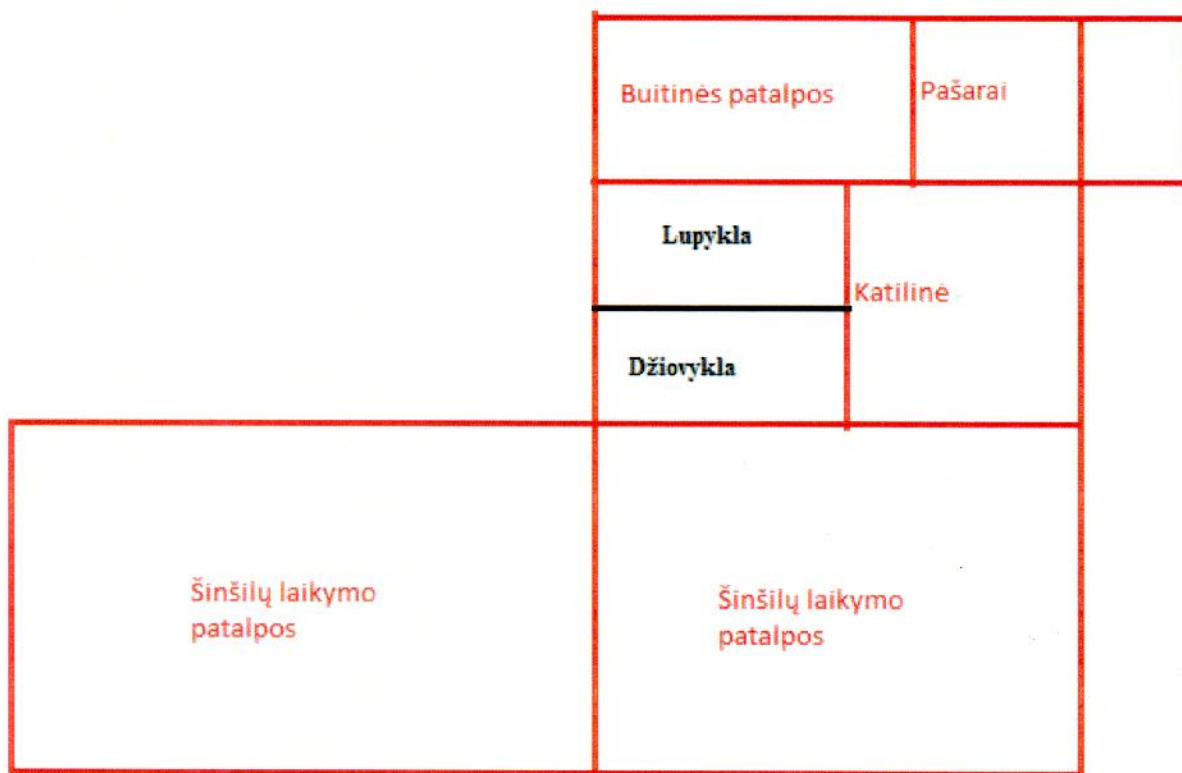 Buitinės patalpos
Pašarai
Lupykla
Katilinė
Džiovykla
Šinšilų laikymo
patalpos
Šinšilų laikymo
patalpos